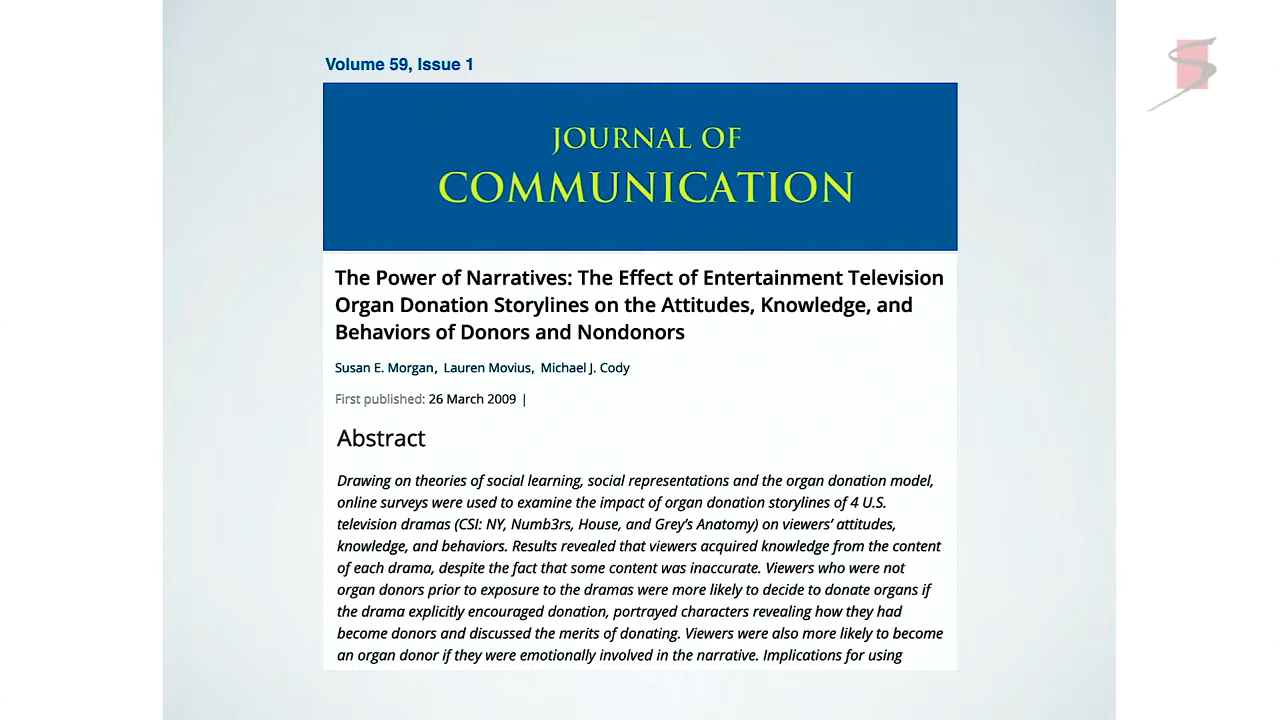 Volume 59, Issue 1
JOURNAL OF
COMMUNICATION
The Power of Narratives: The Effect of Entertainment Television
Organ Donation Storylines on the Attitudes, Knowledge, and
Behaviors of Donors and Nondonors
Susan E. Morgan, Lauren Movius, Michael J. Cody
First published: 26 March 2009 |
Abstract
Drawing on theories of social learning, social representations and the organ donation model,
online surveys were used to examine the impact of organ donation storylines of 4 U.S.
television dramas (CSI: NY, Numb3rs, House, and Grey's Anatomy) on viewers' attitudes,
knowledge, and behaviors. Results revealed that viewers acquired knowledge from the content
of each drama, despite the fact that some content was inaccurate. Viewers who were not
organ donors prior to exposure to the dramas were more likely to decide to donate organs if
the drama explicitly encouraged donation, portrayed characters revealing how they had
become donors and discussed the merits of donating. Viewers were also more likely to become
an organ donor if they were emotionally involved in the narrative. Implications for using
S